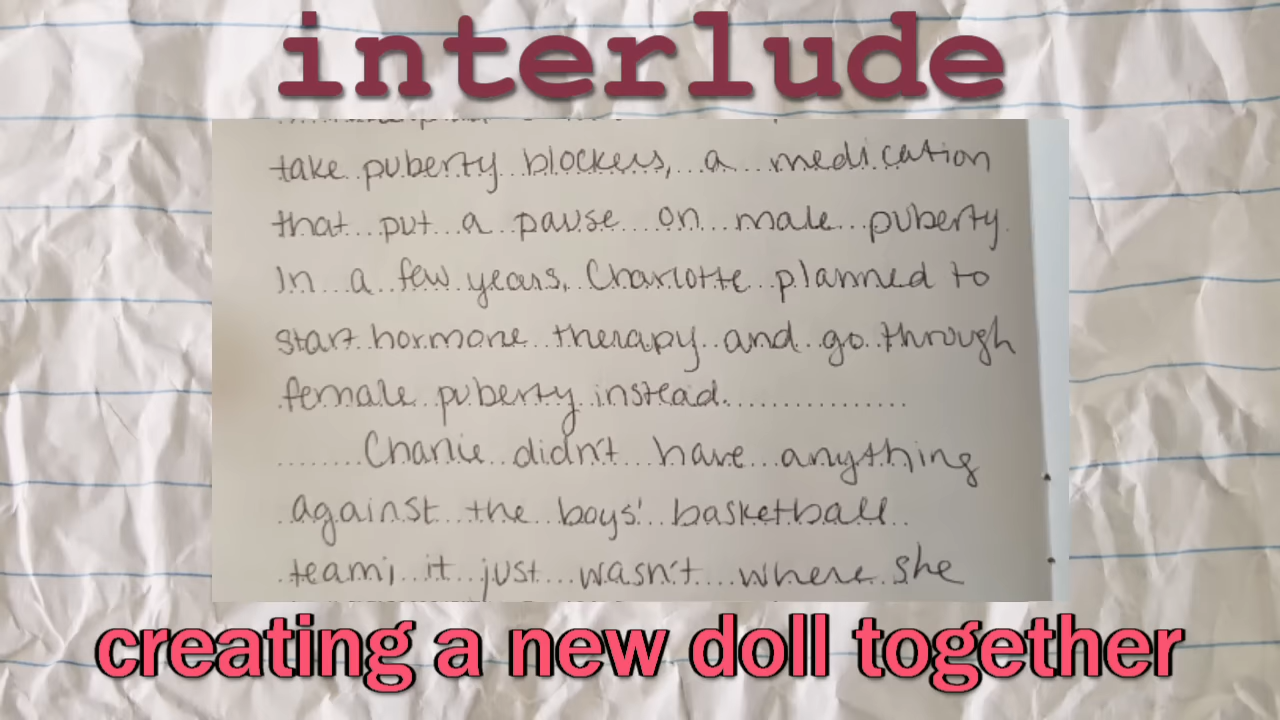 interlude
take puberty blockers, a medication
that put a pause on male puberty.
In a few years, Charlotte planned to
start hormone therapy and go through
female puberty instead.
Charlie didn't have anything
against the boys' basketball
team; it just wasn't where she
creating a new doll together